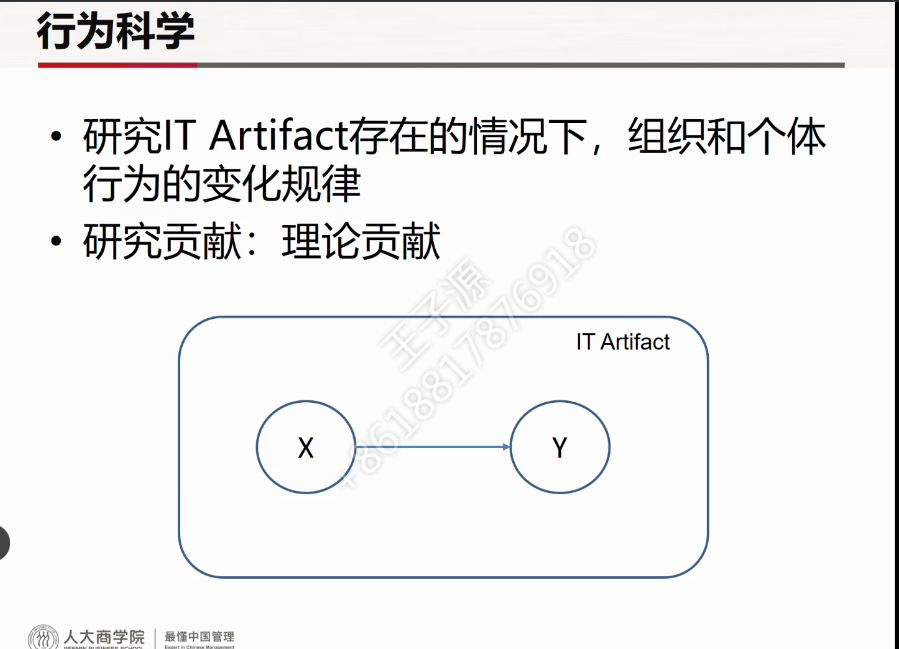 行为科学
• 研究IT Artifact存在的情况下，组织和个体
行为的变化规律
• 研究贡献：理论贡献
王子源
+8618817876918
IT Artifact
X
Y
人大商学院
RENMIN BUSINESS SCHOOL
最懂中国管理
Expert in Chinese Management